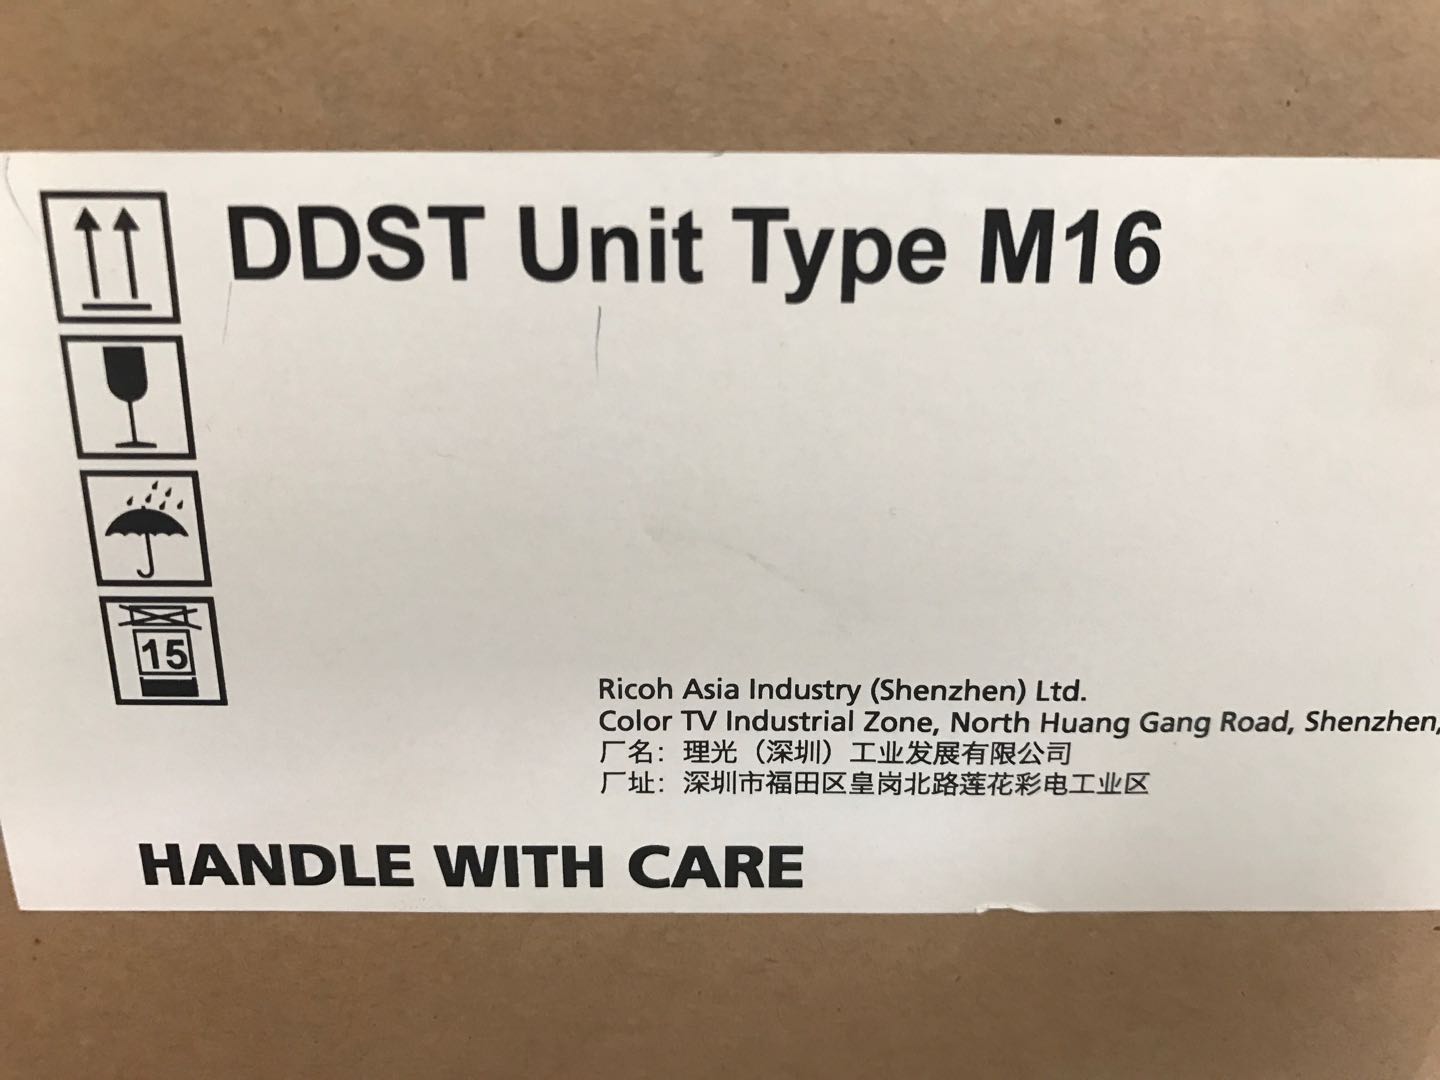 DDST Unit Type M16
15
Ricoh Asia Industry (Shenzhen) Ltd.
Color TV Industrial Zone, North Huang Gang Road, Shenzhen,
厂名：理光（深圳）工业发展有限公司
厂址：深圳市福田区皇岗北路莲花彩电工业区
HANDLE WITH CARE